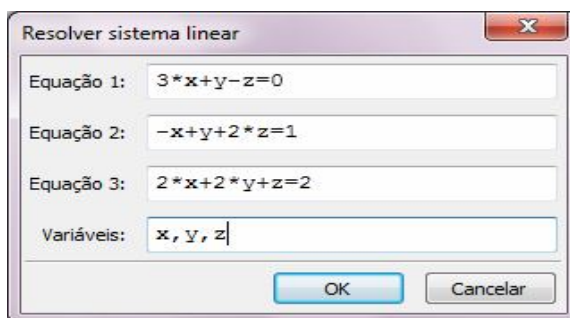 Resolver sistema linear
Equação 1: 3*x+y-z=0
Equação 2: -x+y+2*z=1
Equação 3: 2*x+2*y+z=2
Variáveis: x,y,z
OK Cancelar